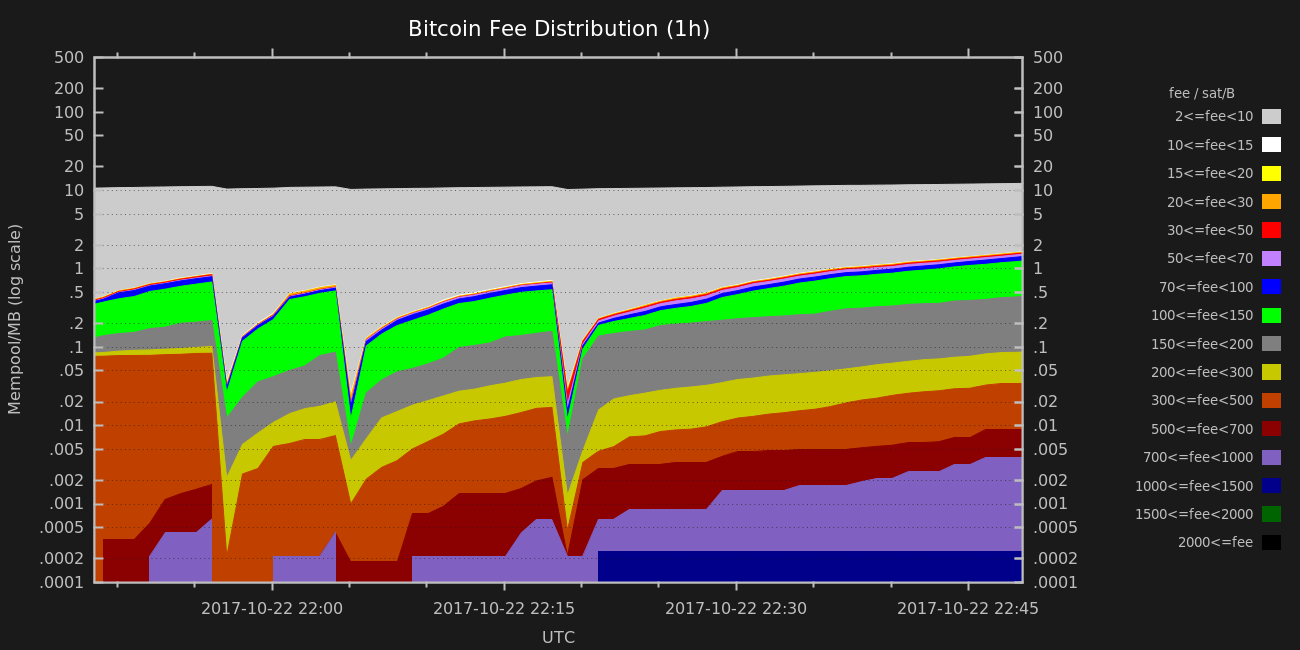 Bitcoin Fee Distribution (1h)
Mempool/MB (log scale)
500
200
100
50
20
10
5
2
1
.5
.2
.1
.05
.02
.01
.005
.002
.001
.0005
.0002
.0001
500
200
100
50
20
10
5
2
1
.5
.2
.1
.05
.02
.01
.005
.002
.001
.0005
.0002
.0001
2017-10-22 22:00
2017-10-22 22:15
2017-10-22 22:30
2017-10-22 22:45
UTC
fee / sat/B
2<=fee<10
10<=fee<15
15<=fee<20
20<=fee<30
30<=fee<50
50<=fee<70
70<=fee<100
100<=fee<150
150<=fee<200
200<=fee<300
300<=fee<500
500<=fee<700
700<=fee<1000
1000<=fee<1500
1500<=fee<2000
2000<=fee